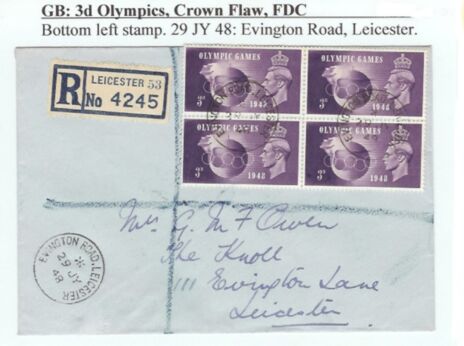 GB: 3d Olympics, Crown Flaw, FDC
Bottom left stamp. 29 JY 48: Evington Road, Leicester.
R LEICESTER 53
No 4245
OLYMPIC GAMES
3D 1948
OLYMPIC GAMES
3D 1948
OLYMPIC GAMES
3D 1948
OLYMPIC GAMES
3D 1948
Mrs G. M F Owen
The Knoll
111 Evington Lane
Leicester
EVINGTON ROAD, LEICESTER
29 JY
48